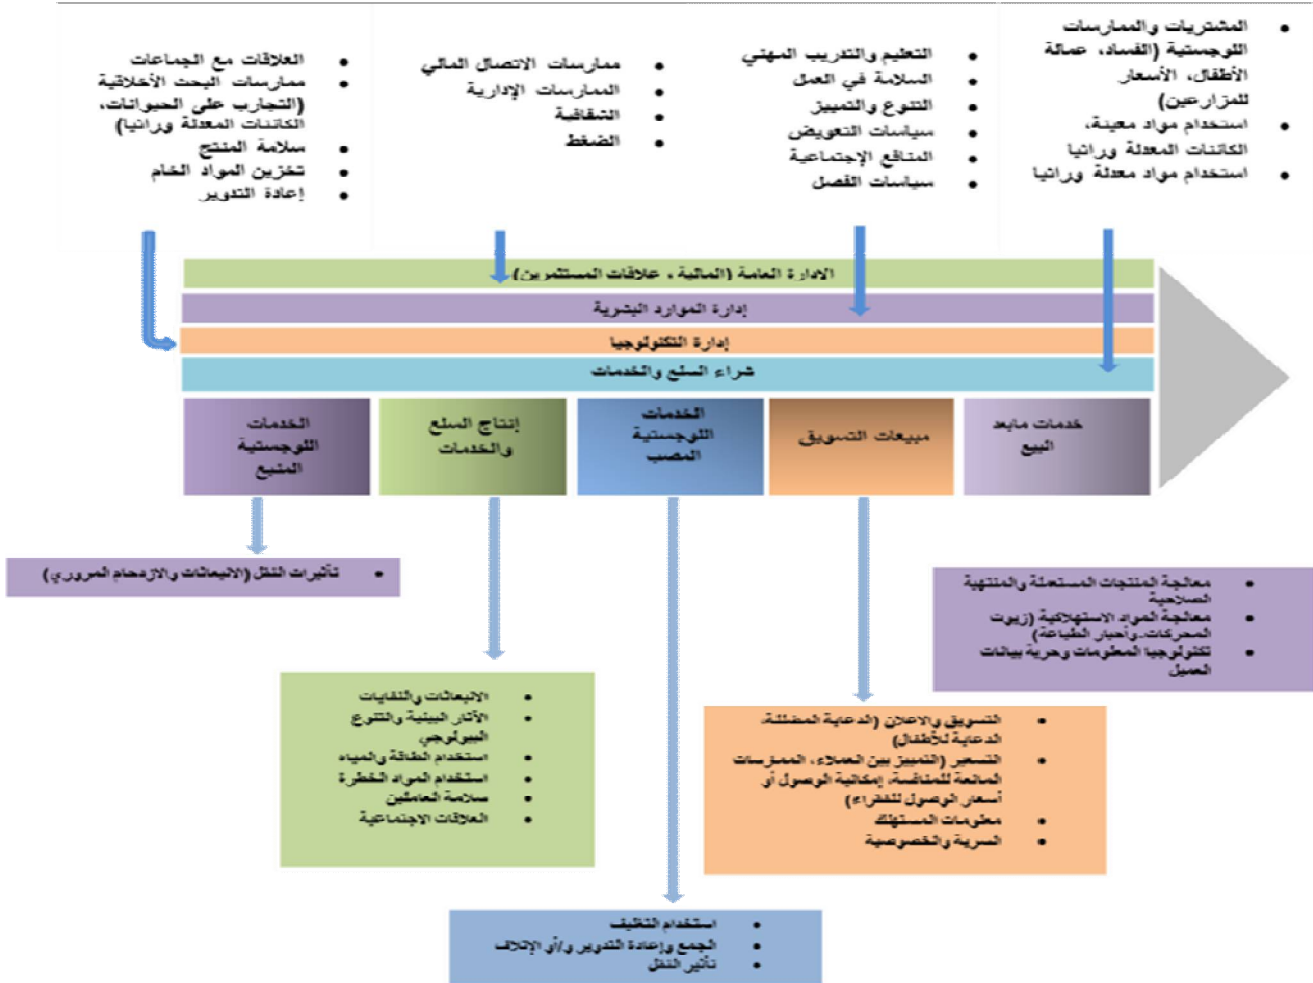 المشتريات والممارسات
اللوجستية (الفساد، عمالة
الأطفال، الأسعار
للمزارعين)
استخدام مواد معينة،
الكائنات المعدلة وراثيا
استخدام مواد معدلة وراثيا
التعليم والتدريب المهني
السلامة في العمل
التنوع والتمييز
سياسات التعويض
المنافع الإجتماعية
سياسات الفصل
ممارسات الاتصال المالي
الممارسات الإدارية
الشفافية
الضغط
العلاقات مع الجماعات
ممارسات البحث الأخلاقية
(التجارب على الحيوانات،
الكائنات المعدلة وراثيا)
سلامة المنتج
تخزين المواد الخام
إعادة التدوير
الادارة العامة (المالية ، علاقات المستثمرين)
إدارة الموارد البشرية
إدارة التكنولوجيا
شراء السلع والخدمات
خدمات مابعد
البيع
مبيعات التسويق
الخدمات
اللوجستية
المصب
إنتاج السلع
والخدمات
الخدمات
اللوجستية
المنبع
تأثيرات النقل (الانبعاثات والازدحام المروري)
معالجة المنتجات المستعملة والمنتهية
الصلاحية
معالجة المواد الاستهلاكية (زيوت
المحركات، وأحبار الطباعة)
تكنولوجيا المعلومات وحرية بيانات
العميل
الانبعاثات والنفايات
الآثار البيئية والتنوع
البيولوجي
استخدام الطاقة والمياه
استخدام المواد الخطرة
سلامة العاملين
العلاقات الاجتماعية
التسويق والاعلان (الدعاية المضللة،
الدعاية للأطفال)
التسعير (التمييز بين العملاء، الممارسات
المانعة للمنافسة، إمكانية الوصول أو
أسعار الوصول للفقراء)
معلومات المستهلك
السرية والخصوصية
استخدام التغليف
الجمع وإعادة التدوير و/أو الإتلاف
تأثير النقل